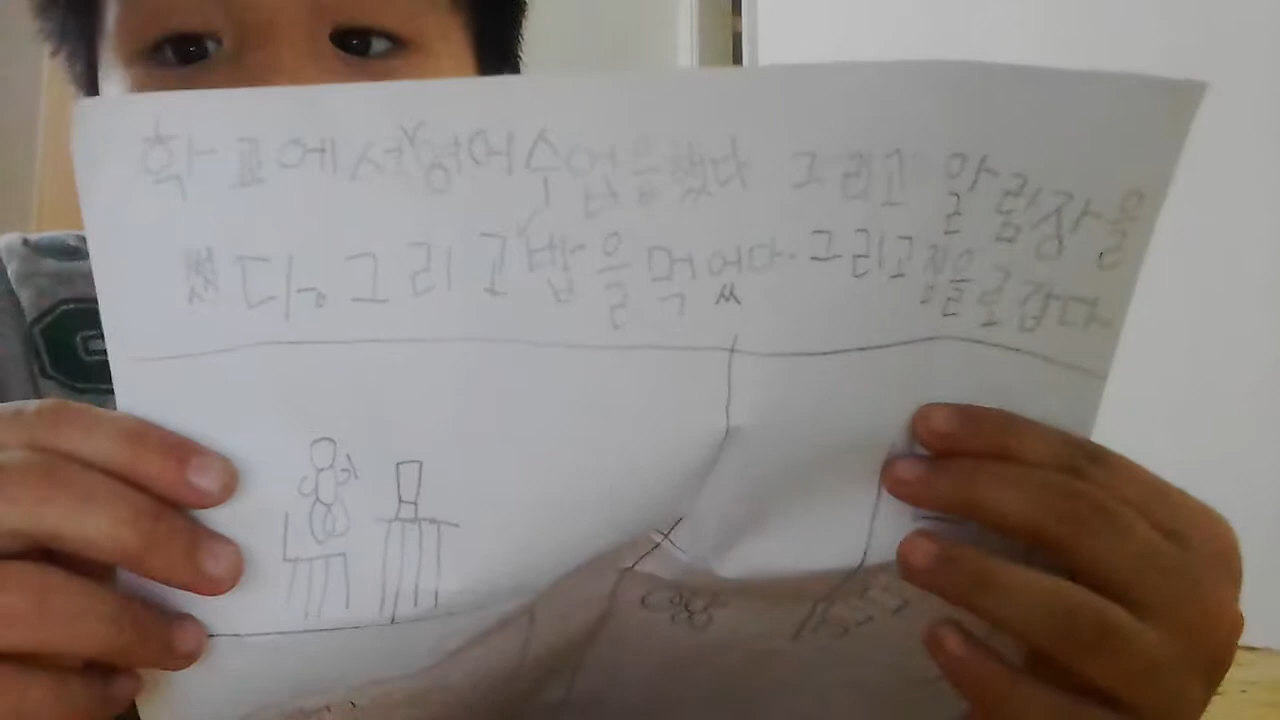 학교에서 영어수업을했다 그리고 알림장을
썼다. 그리고 밥을먹었다. 그리고집을로갔다